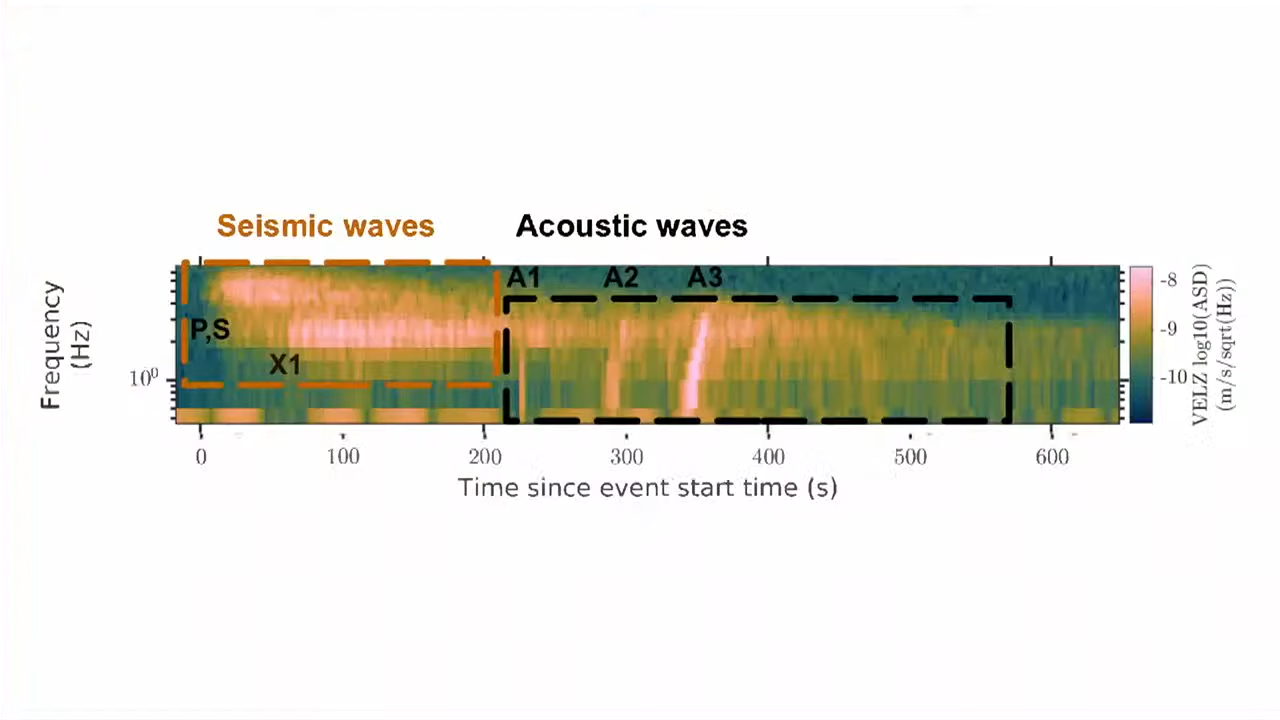 Seismic waves
Acoustic waves
A1
A2
A3
P,S
X1
Frequency
(Hz)
10⁰
0
100
200
300
400
500
600
Time since event start time (s)
-8
-9
-10
VELZ log10(ASD)
(m/s/sqrt(Hz))